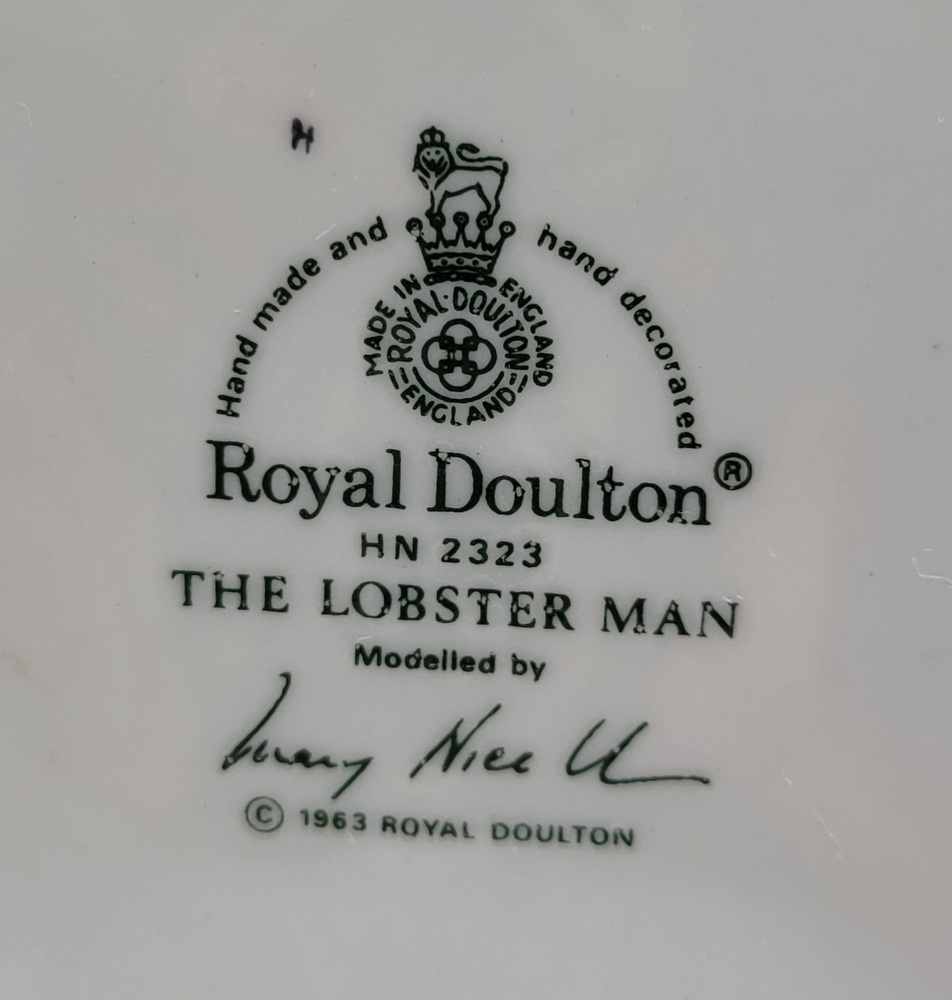 H
Hand made and hand decorated
MADE IN ENGLAND
ROYAL·DOULTON
ENGLAND
Royal Doulton®
HN 2323
THE LOBSTER MAN
Modelled by
© 1963 ROYAL DOULTON